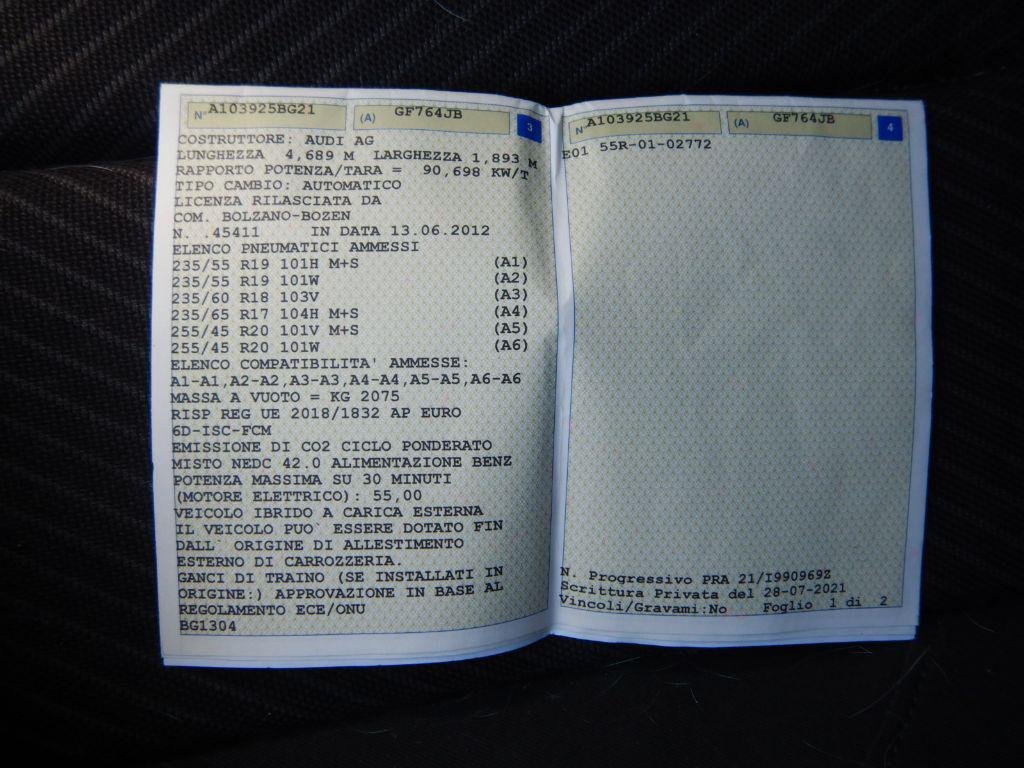 N° A103925BG21 (A) GF764JB 3
COSTRUTTORE: AUDI AG
LUNGHEZZA 4,689 M LARGHEZZA 1,893 M
RAPPORTO POTENZA/TARA = 90,698 KW/T
TIPO CAMBIO: AUTOMATICO
LICENZA RILASCIATA DA
COM. BOLZANO-BOZEN
N. .45411 IN DATA 13.06.2012
ELENCO PNEUMATICI AMMESSI
235/55 R19 101H M+S (A1)
235/55 R19 101W (A2)
235/60 R18 103V (A3)
235/65 R17 104H M+S (A4)
255/45 R20 101V M+S (A5)
255/45 R20 101W (A6)
ELENCO COMPATIBILITA' AMMESSE:
A1-A1,A2-A2,A3-A3,A4-A4,A5-A5,A6-A6
MASSA A VUOTO = KG 2075
RISP REG UE 2018/1832 AP EURO
6D-ISC-FCM
EMISSIONE DI CO2 CICLO PONDERATO
MISTO NEDC 42.0 ALIMENTAZIONE BENZ
POTENZA MASSIMA SU 30 MINUTI
(MOTORE ELETTRICO): 55,00
VEICOLO IBRIDO A CARICA ESTERNA
IL VEICOLO PUO` ESSERE DOTATO FIN
DALL` ORIGINE DI ALLESTIMENTO
ESTERNO DI CARROZZERIA.
GANCI DI TRAINO (SE INSTALLATI IN
ORIGINE:) APPROVAZIONE IN BASE AL
REGOLAMENTO ECE/ONU
BG1304
N° A103925BG21 (A) GF764JB 4
E01 55R-01-02772
N. Progressivo PRA 21/I990969Z
Scrittura Privata del 28-07-2021
Vincoli/Gravami:No Foglio 1 di 2